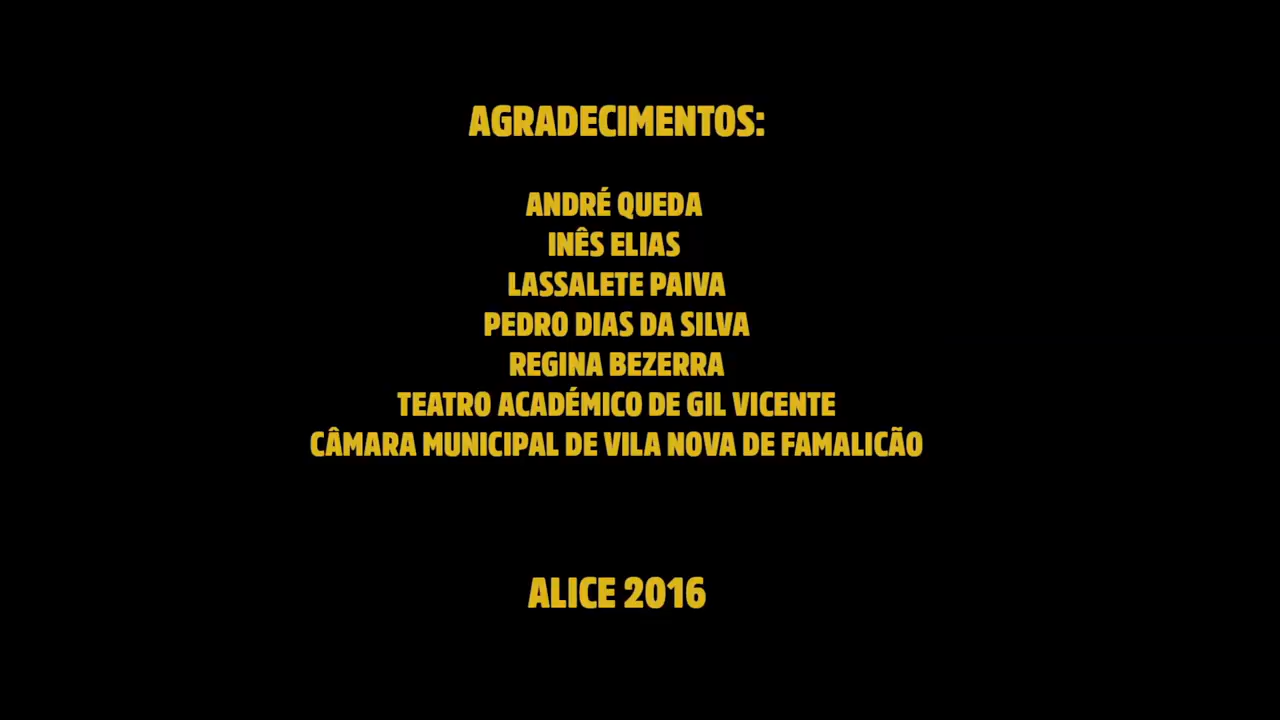 AGRADECIMENTOS:
ANDRÉ QUEDA
INÊS ELIAS
LASSALETE PAIVA
PEDRO DIAS DA SILVA
REGINA BEZERRA
TEATRO ACADÉMICO DE GIL VICENTE
CÂMARA MUNICIPAL DE VILA NOVA DE FAMALICÃO
ALICE 2016